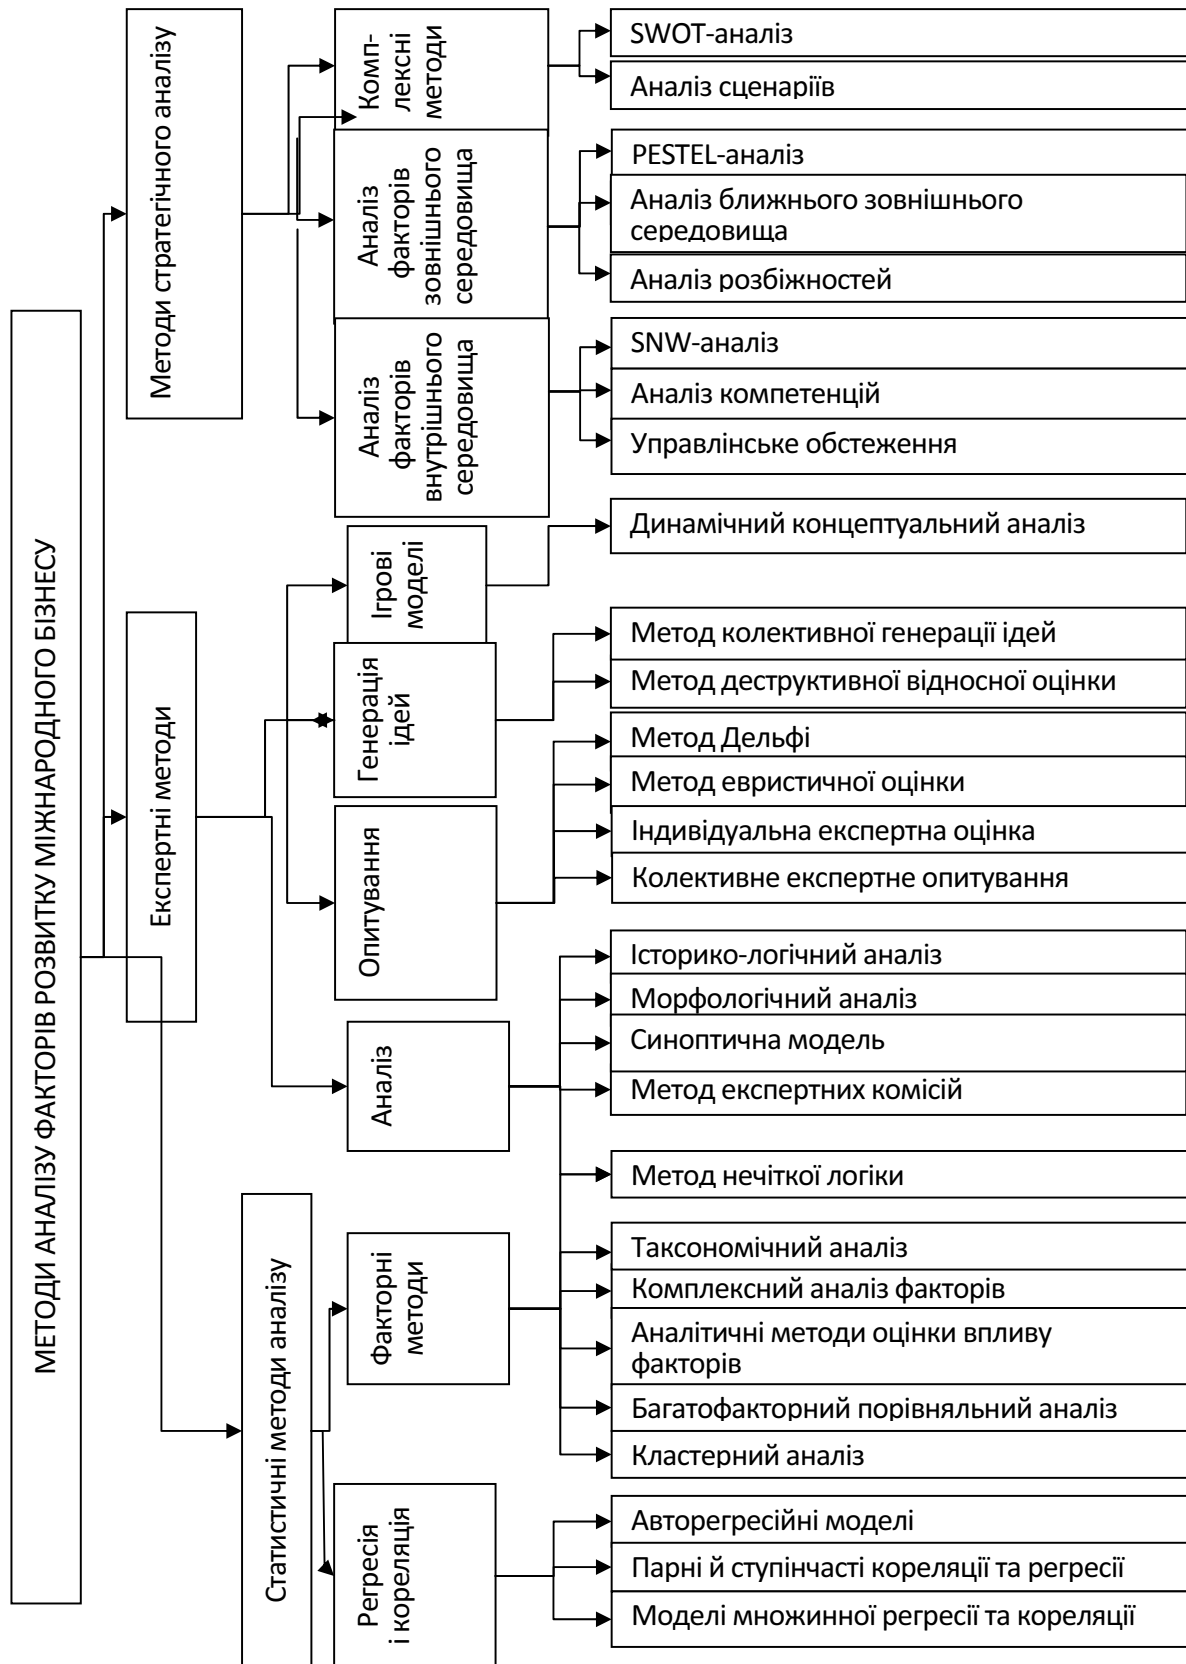 МЕТОДИ АНАЛІЗУ ФАКТОРІВ РОЗВИТКУ МІЖНАРОДНОГО БІЗНЕСУ
Методи стратегічного аналізу
Комп-
лексні
методи
SWOT-аналіз
Аналіз сценаріїв
Аналіз
факторів
зовнішнього
середовища
PESTEL-аналіз
Аналіз ближнього зовнішнього
середовища
Аналіз розбіжностей
Аналіз
факторів
внутрішнього
середовища
SNW-аналіз
Аналіз компетенцій
Управлінське обстеження
Експертні методи
Ігрові
моделі
Динамічний концептуальний аналіз
Генерація
ідей
Метод колективної генерації ідей
Метод деструктивної відносної оцінки
Опитування
Метод Дельфі
Метод евристичної оцінки
Індивідуальна експертна оцінка
Колективне експертне опитування
Аналіз
Історико-логічний аналіз
Морфологічний аналіз
Синоптична модель
Метод експертних комісій
Метод нечіткої логіки
Статистичні методи аналізу
Факторні
методи
Таксономічний аналіз
Комплексний аналіз факторів
Аналітичні методи оцінки впливу
факторів
Багатофакторний порівняльний аналіз
Кластерний аналіз
Регресія
і кореляція
Авторегресійні моделі
Парні й ступінчасті кореляції та регресії
Моделі множинної регресії та кореляції